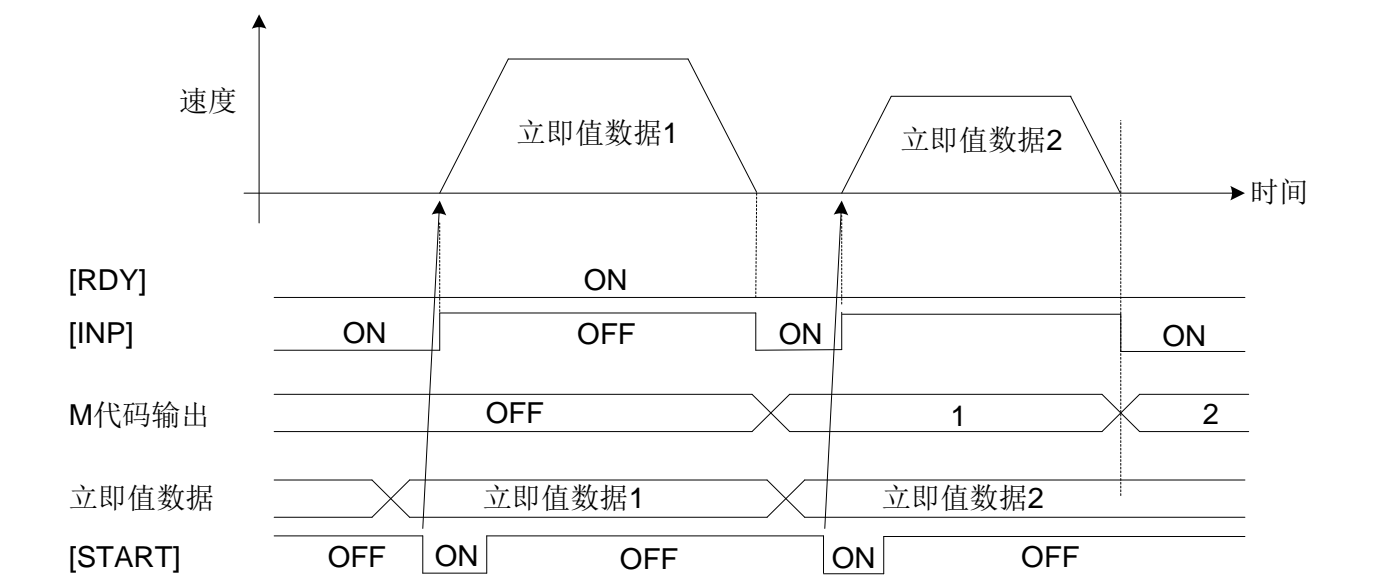 速度
立即值数据1
立即值数据2
时间
[RDY]
ON
[INP]
ON
OFF
ON
ON
M代码输出
OFF
1
2
立即值数据
立即值数据1
立即值数据2
[START]
OFF
ON
OFF
ON
OFF